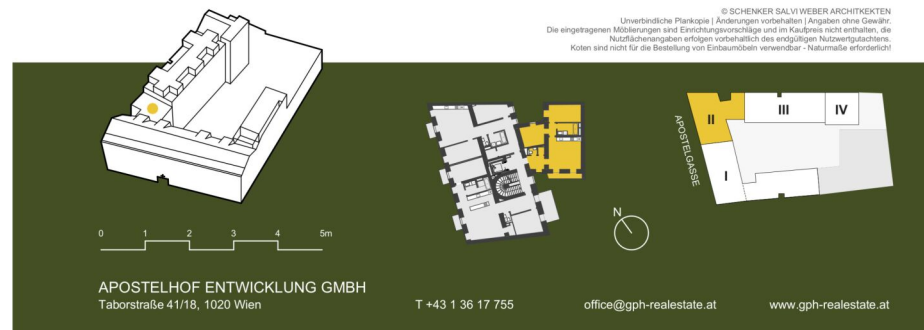 © SCHENKER SALVI WEBER ARCHITKEKTEN
Unverbindliche Plankopie | Änderungen vorbehalten | Angaben ohne Gewähr.
Die eingetragenen Möblierungen sind Einrichtungsvorschläge und im Kaufpreis nicht enthalten, die
Nutzflächenangaben erfolgen vorbehaltlich des endgültigen Nutzwertgutachtens.
Koten sind nicht für die Bestellung von Einbaumöbeln verwendbar - Naturmaße erforderlich!
II
III
IV
I
APOSTELGASSE
N
0 1 2 3 4 5m
APOSTELHOF ENTWICKLUNG GMBH
Taborstraße 41/18, 1020 Wien
T +43 1 36 17 755
office@gph-realestate.at
www.gph-realestate.at